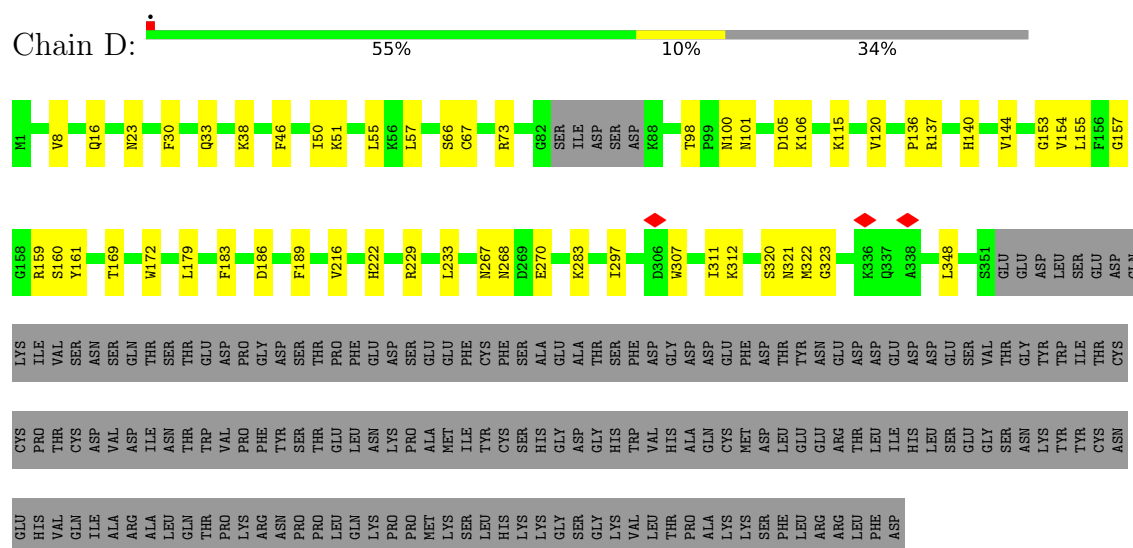 Chain D:
55% 10% 34%
M1 V8 Q16 N23 F30 Q33 K38 F46 I50 K51 L55 K56 L57 S66 C67 R73 G82 SER ILE ASP SER ASP K88 T98 P99 N100 N101 D105 K106 K115 V120 P136 R137 H140 V144 G153 V154 L155 F156 G157
G158 R159 S160 Y161 T169 W172 L179 F183 D186 F189 V216 H222 R229 L233 N267 N268 D269 E270 K283 I297 D306 W307 I311 K312 S320 N321 M322 G323 K336 Q337 A338 L348 S351 GLU GLU ASP LEU SER GLU ASP GLN
LYS ILE VAL SER ASN SER GLN THR SER THR GLU ASP PRO GLY ASP SER THR PRO PHE GLU ASP SER GLU GLU PHE CYS PHE SER ALA GLU ALA THR SER PHE ASP GLY ASP ASP GLU PHE ASP THR TYR ASN GLU ASP ASP GLU ASP ASP GLU SER VAL THR GLY TYR TRP ILE THR CYS
CYS PRO THR CYS ASP VAL ASP ILE ASN THR TRP VAL PRO PHE TYR SER THR GLU LEU ASN LYS PRO ALA MET ILE TYR CYS SER HIS GLY ASP GLY HIS TRP VAL HIS ALA GLN CYS MET ASP LEU GLU GLU ARG THR LEU ILE HIS LEU SER GLU GLY SER ASN LYS TYR TYR CYS ASN
GLU HIS VAL GLN ILE ALA ARG ALA LEU GLN THR PRO LYS ARG ASN PRO PRO LEU GLN LYS PRO PRO MET LYS SER LEU HIS LYS LYS GLY SER GLY LYS VAL LEU THR PRO ALA LYS LYS SER PHE LEU ARG ARG LEU PHE ASP